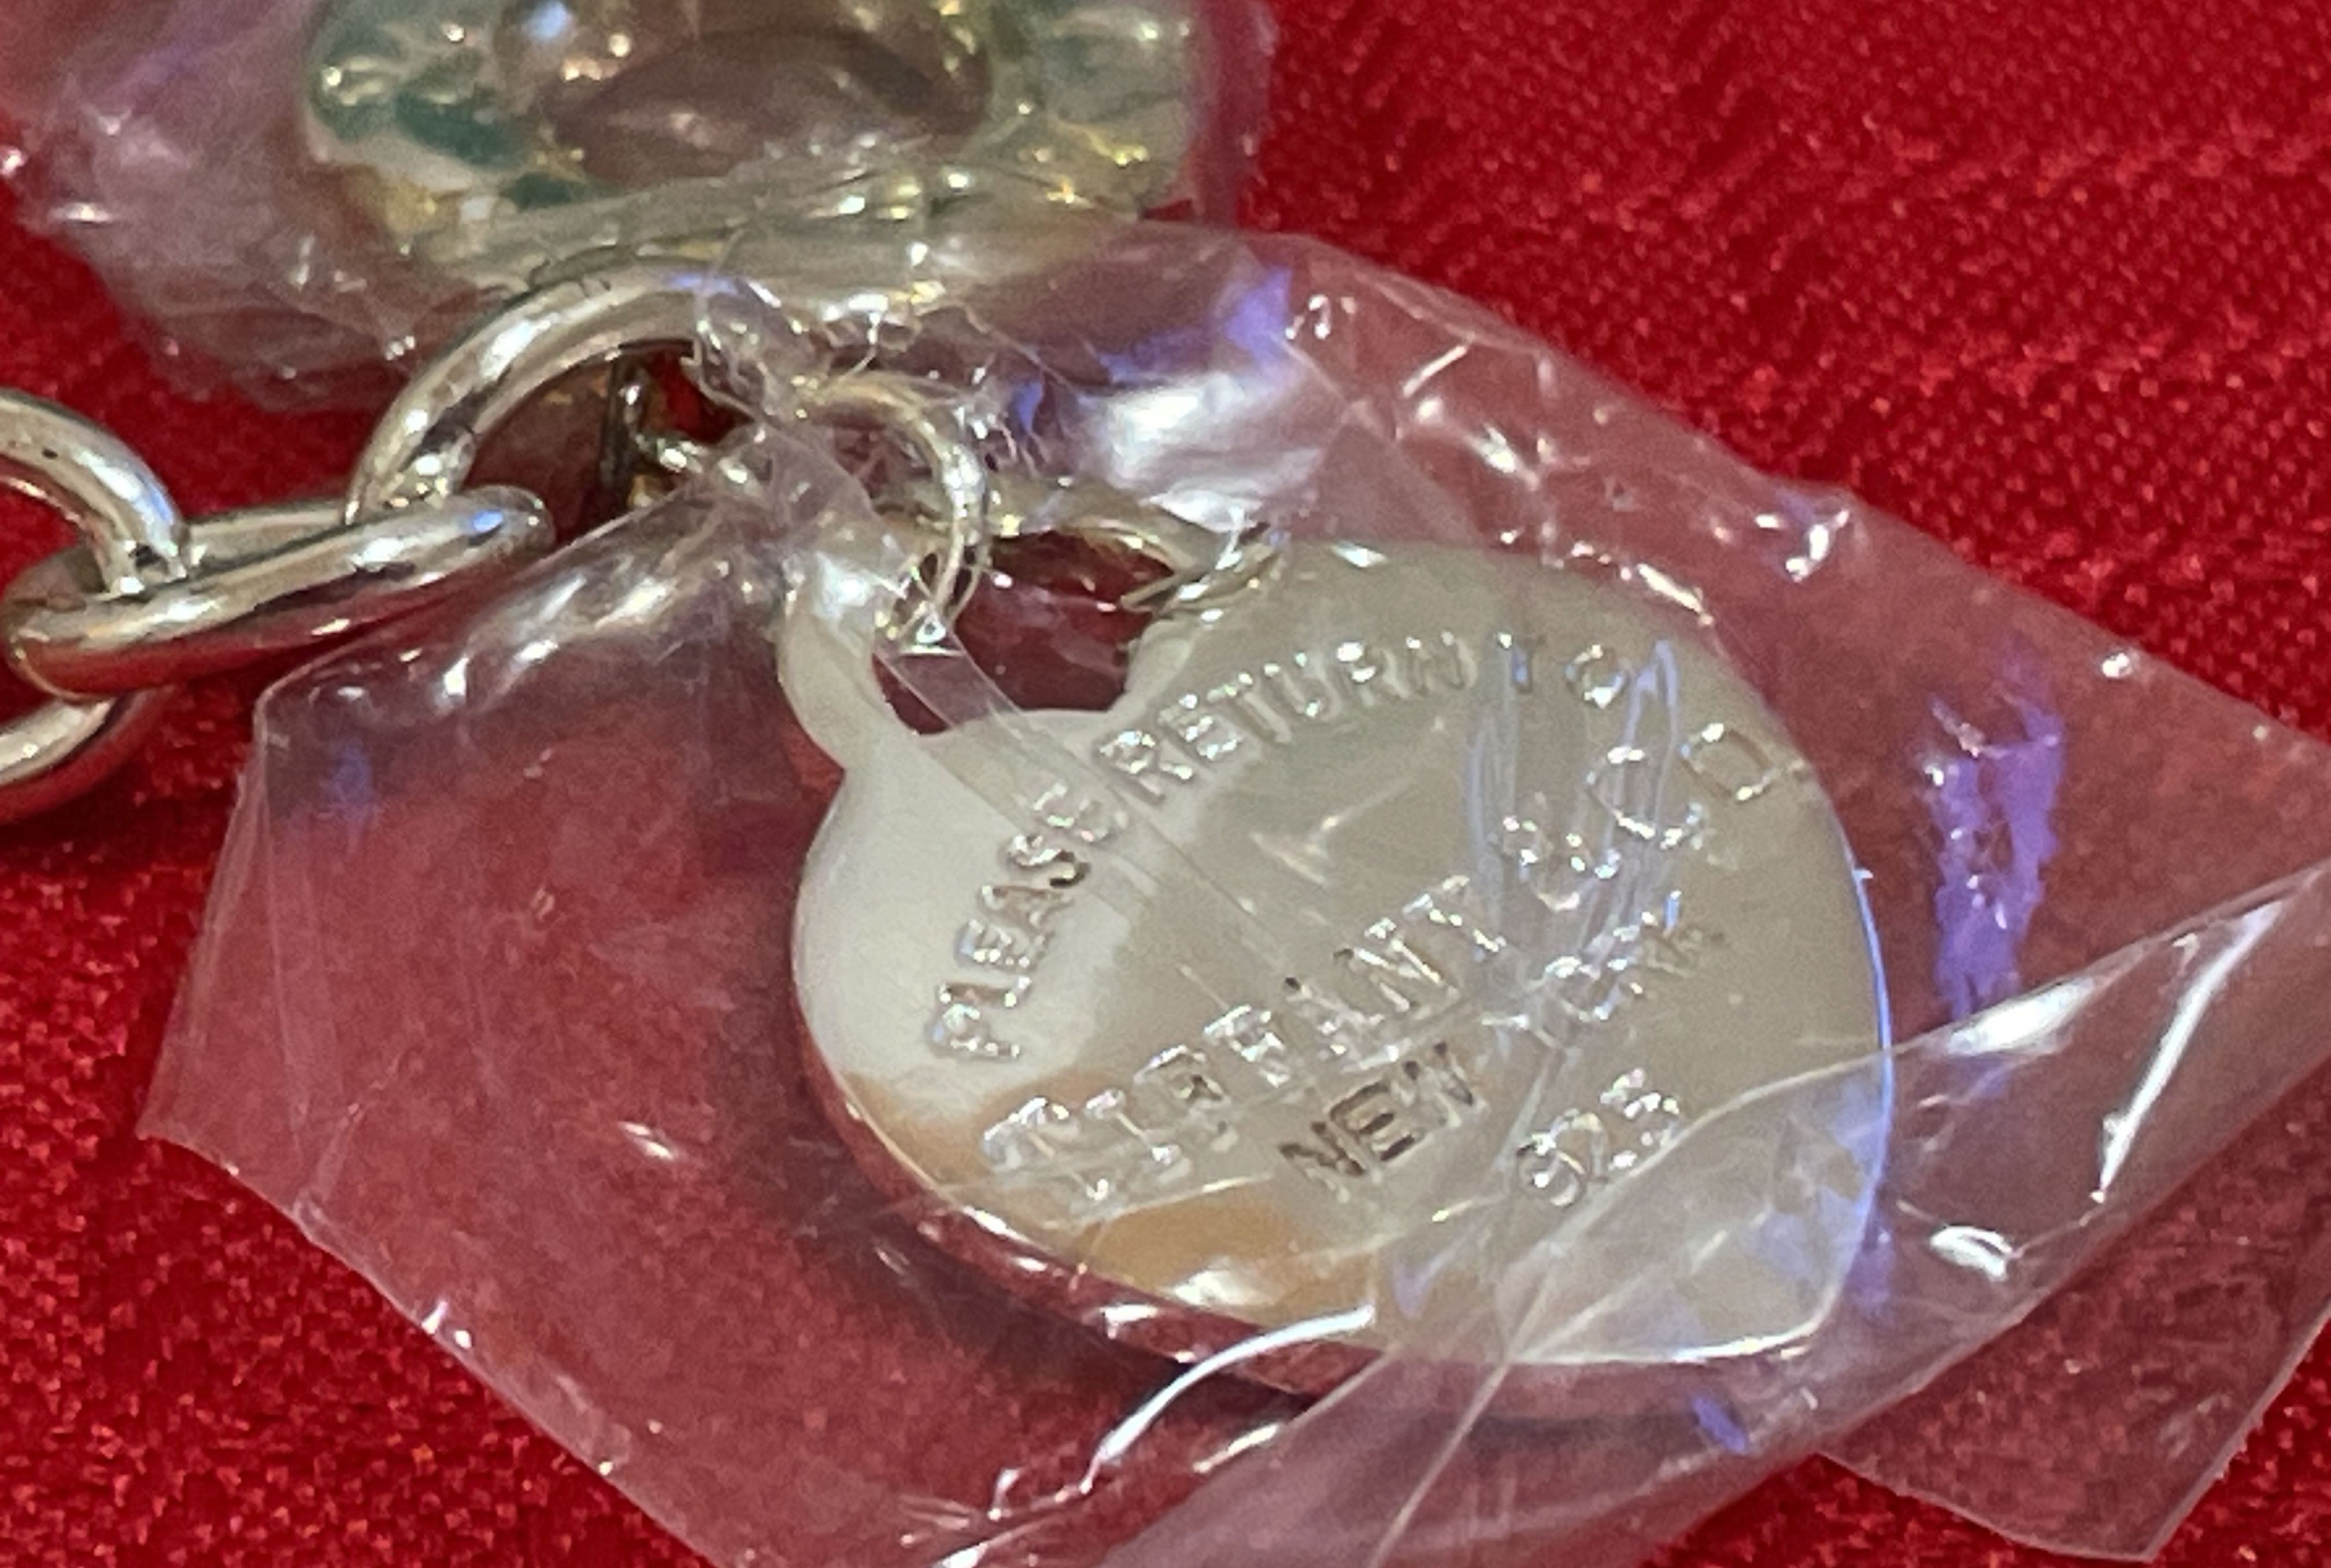 PLEASE RETURN TO
TIFFANY & CO.
NEW YORK
925